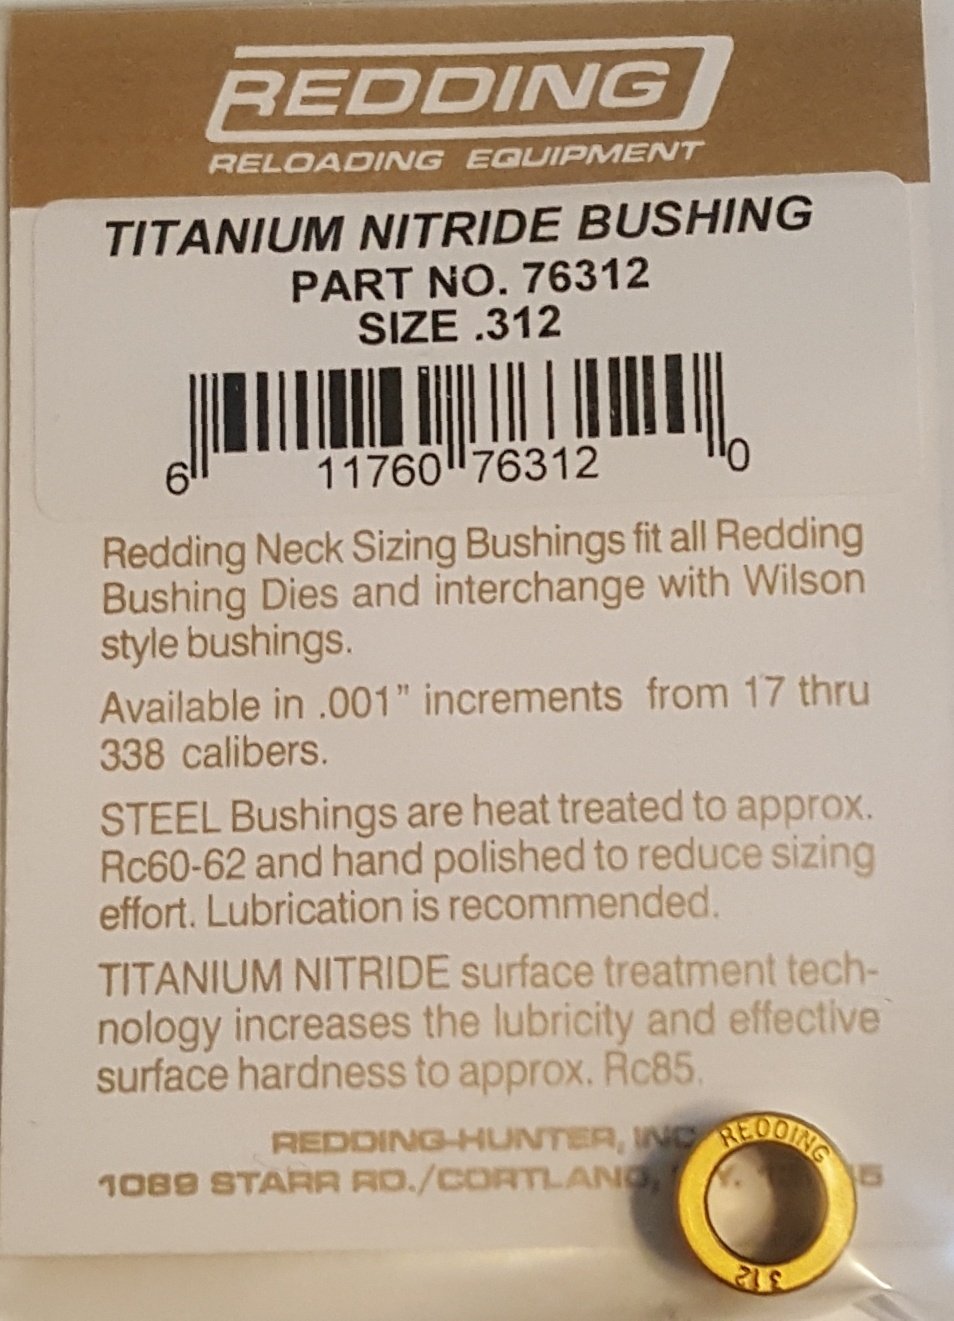 REDDING
RELOADING EQUIPMENT
TITANIUM NITRIDE BUSHING
PART NO. 76312
SIZE .312
6 11760 76312 0
Redding Neck Sizing Bushings fit all Redding
Bushing Dies and interchange with Wilson
style bushings.
Available in .001” increments from 17 thru
338 calibers.
STEEL Bushings are heat treated to approx.
Rc60-62 and hand polished to reduce sizing
effort. Lubrication is recommended.
TITANIUM NITRIDE surface treatment tech-
nology increases the lubricity and effective
surface hardness to approx. Rc85.
REDDING-HUNTER, INC
1089 STARR RD./CORTLAND,
REDDING
312